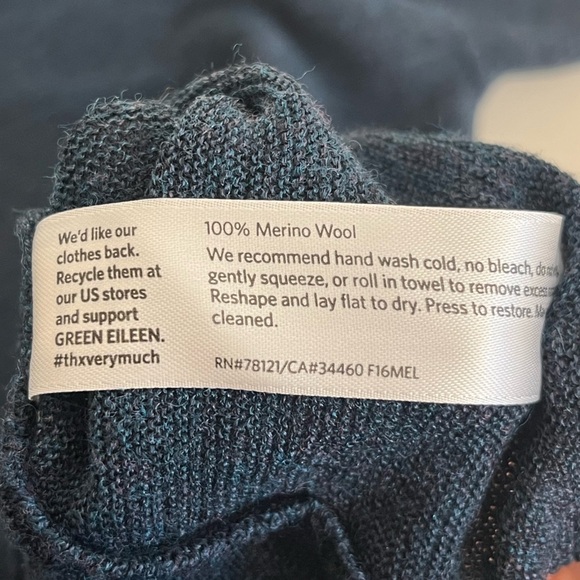 We'd like our
clothes back.
Recycle them at
our US stores
and support
GREEN EILEEN.
#thxverymuch
100% Merino Wool
We recommend hand wash cold, no bleach, do
gently squeeze, or roll in towel to remove excess
Reshape and lay flat to dry. Press to restore.
cleaned.
RN#78121/CA#34460 F16MEL